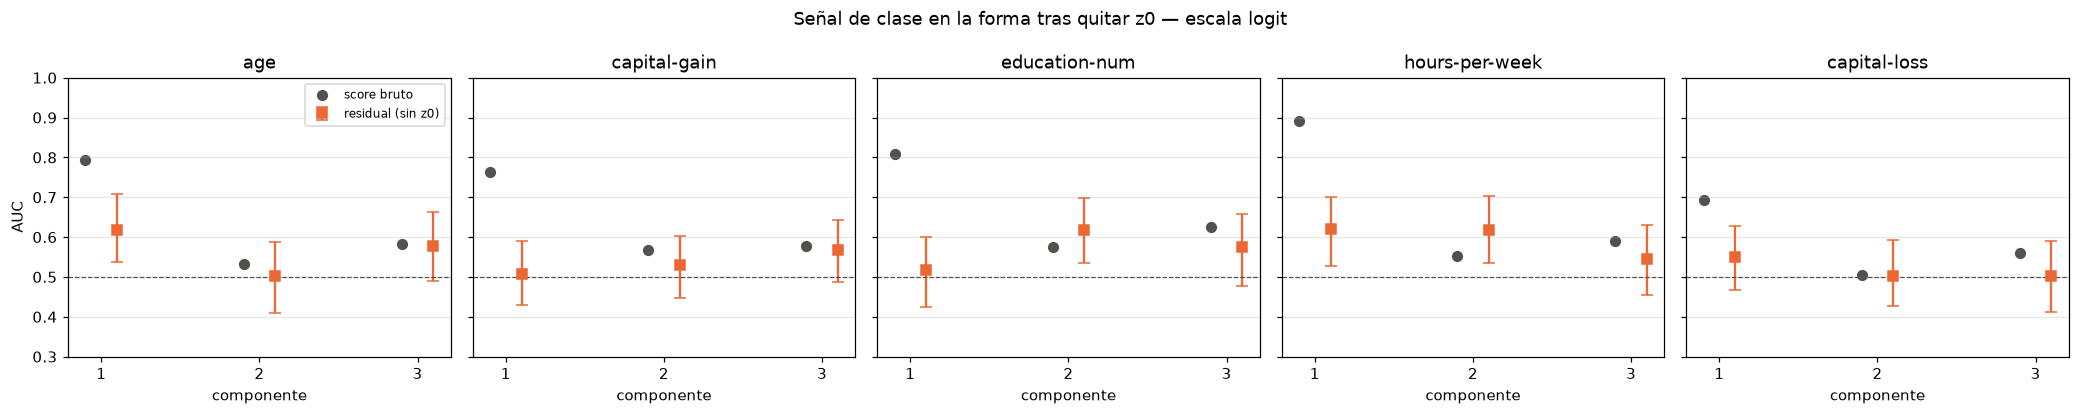 Señal de clase en la forma tras quitar z0 — escala logit
age
capital-gain
education-num
hours-per-week
capital-loss
score bruto
residual (sin z0)
AUC
1.0
0.9
0.8
0.7
0.6
0.5
0.4
0.3
1 2 3
1 2 3
1 2 3
1 2 3
1 2 3
componente
componente
componente
componente
componente